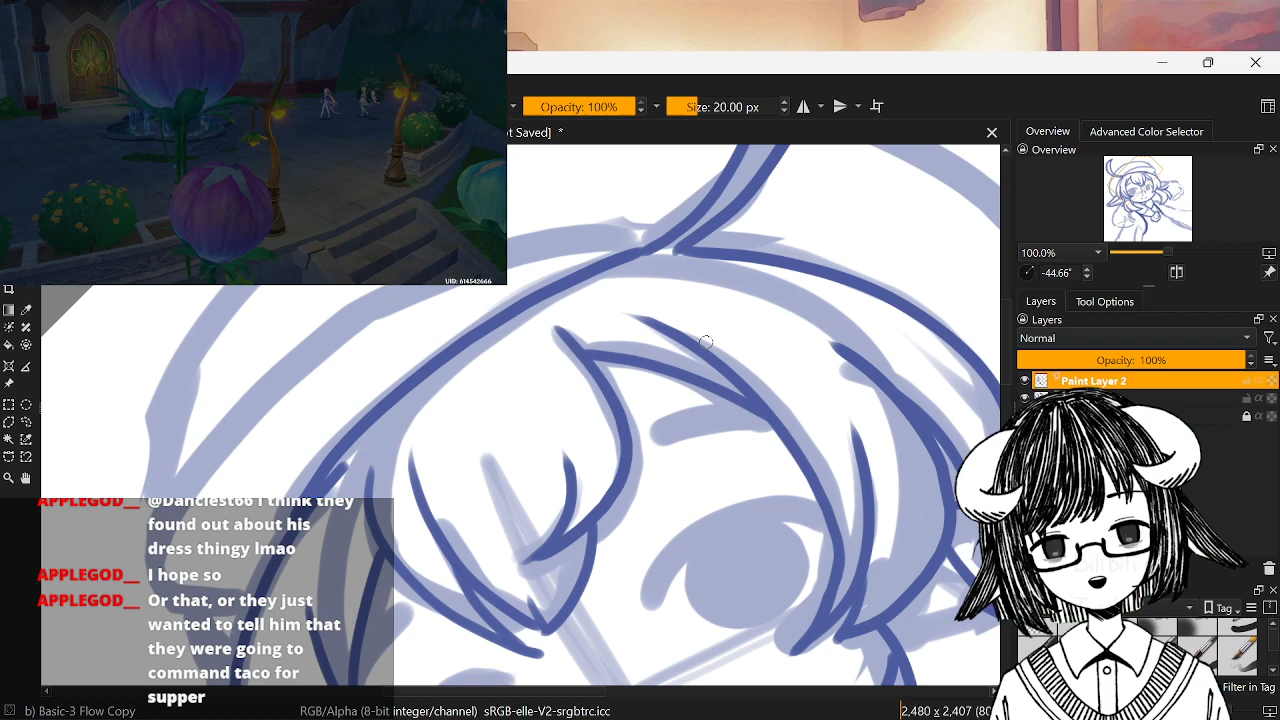 UID: 614542666
Opacity: 100%
Size: 20.00 px
ot Saved] *
Overview
Advanced Color Selector
Overview
100.0%
-44.66°
Layers
Tool Options
Layers
Normal
Opacity: 100%
Paint Layer 2
Tag
Filter in Tag
APPLEGOD__ @Danclest66 I think they
found out about his
dress thingy lmao
APPLEGOD__ I hope so
APPLEGOD__ Or that, or they just
wanted to tell him that
they were going to
command taco for
supper
b) Basic-3 Flow Copy
RGB/Alpha (8-bit integer/channel) sRGB-elle-V2-srgbtrc.icc
2,480 x 2,407 (80